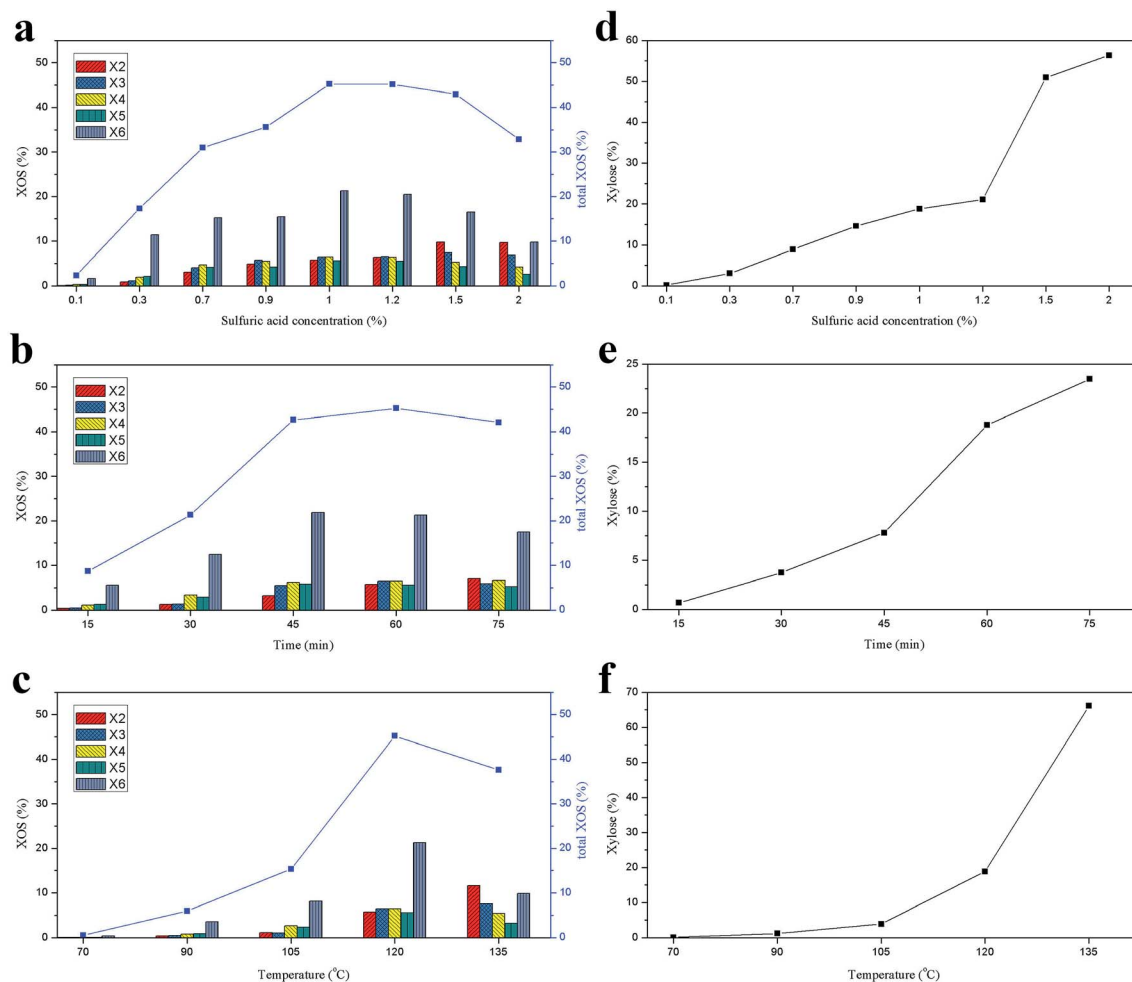 a
X2
X3
X4
X5
X6
XOS (%)
50
40
30
20
10
0
total XOS (%)
50
40
30
20
10
0
0.1 0.3 0.7 0.9 1 1.2 1.5 2
Sulfuric acid concentration (%)
d
Xylose (%)
60
50
40
30
20
10
0
0.1 0.3 0.7 0.9 1 1.2 1.5 2
Sulfuric acid concentration (%)
b
X2
X3
X4
X5
X6
XOS (%)
50
40
30
20
10
0
total XOS (%)
50
40
30
20
10
0
15 30 45 60 75
Time (min)
e
Xylose (%)
25
20
15
10
5
0
15 30 45 60 75
Time (min)
c
X2
X3
X4
X5
X6
XOS (%)
50
40
30
20
10
0
total XOS (%)
50
40
30
20
10
0
70 90 105 120 135
Temperature (°C)
f
Xylose (%)
70
60
50
40
30
20
10
0
70 90 105 120 135
Temperature (°C)